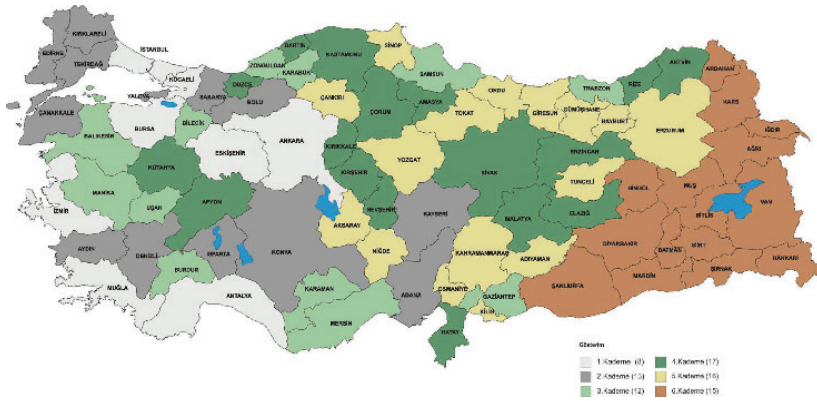 KIRKLARELİ
EDİRNE
TEKİRDAĞ
İSTANBUL
KOCAELİ
YALOVA
SAKARYA
DÜZCE
BOLU
ZONGULDAK
BARTIN
KARABÜK
KASTAMONU
SİNOP
SAMSUN
ÇANKIRI
ÇORUM
AMASYA
TOKAT
ORDU
GİRESUN
TRABZON
GÜMÜŞHANE
BAYBURT
RİZE
ARTVİN
ARDAHAN
KARS
IĞDIR
AĞRI
ERZURUM
ERZİNCAN
ÇANAKKALE
BALIKESİR
BURSA
BİLECİK
ESKİŞEHİR
ANKARA
KIRIKKALE
KIRŞEHİR
YOZGAT
SİVAS
TUNCELİ
BİNGÖL
MUŞ
BİTLİS
VAN
KÜTAHYA
MANİSA
UŞAK
AFYON
İZMİR
AYDIN
DENİZLİ
ISPARTA
BURDUR
MUĞLA
ANTALYA
KONYA
AKSARAY
NEVŞEHİR
NİĞDE
KAYSERİ
MALATYA
ELAZIĞ
DİYARBAKIR
BATMAN
SİİRT
HAKKARİ
ŞIRNAK
MARDİN
ŞANLIURFA
ADIYAMAN
KAHRAMANMARAŞ
OSMANİYE
GAZİANTEP
KİLİS
HATAY
ADANA
MERSİN
KARAMAN
Gösterim
1.Kademe (8)
2.Kademe (13)
3.Kademe (12)
4.Kademe (17)
5.Kademe (16)
6.Kademe (15)